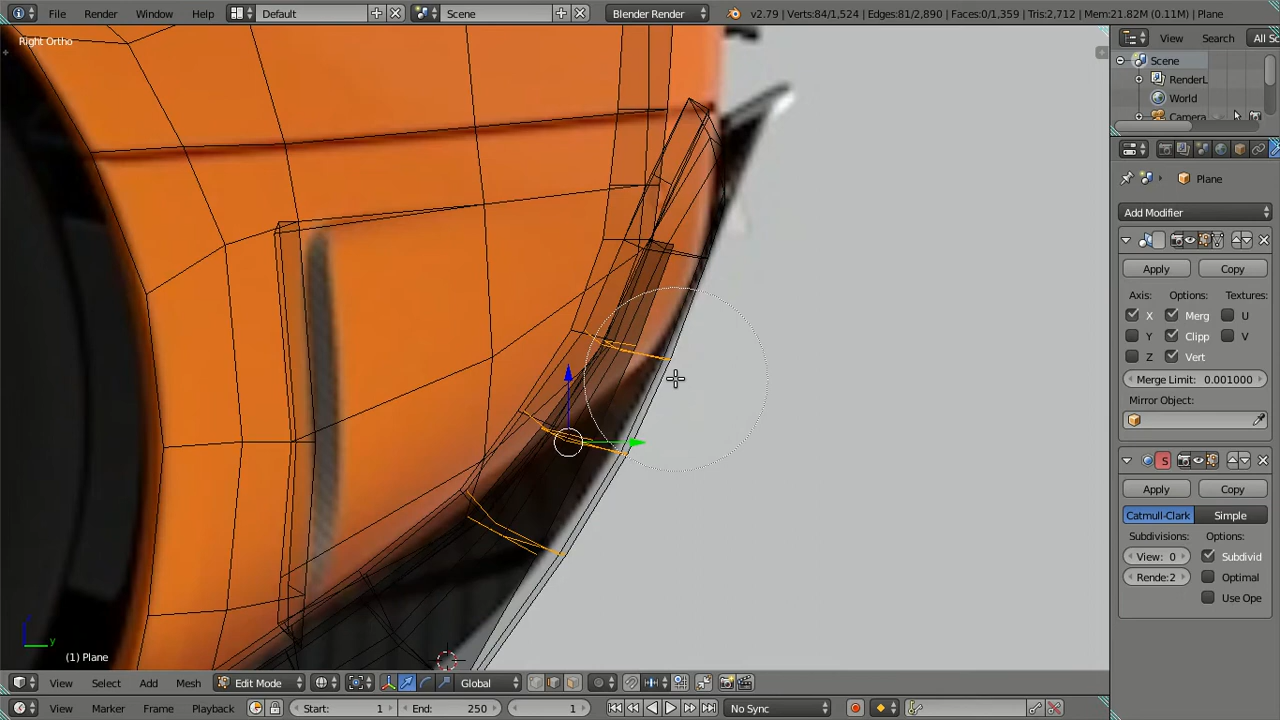 File Render Window Help Default Scene Blender Render v2.79 | Verts:84/1,524 | Edges:81/2,890 | Faces:0/1,359 | Tris:2,712 | Mem:21.82M (0.11M) | Plane
Right Ortho
View Search All Sc
Scene
RenderL
World
Camera
Plane
Add Modifier
Apply Copy
Axis: Options: Textures:
X Merg U
Y Clipp V
Z Vert
Merge Limit: 0.001000
Mirror Object:
S
Apply Copy
Catmull-Clark Simple
Subdivisions: Options:
View: 0 Subdivid
Rende:2 Optimal
Use Ope
z
y
(1) Plane
View Select Add Mesh Edit Mode Global
View Marker Frame Playback Start: 1 End: 250 1 No Sync